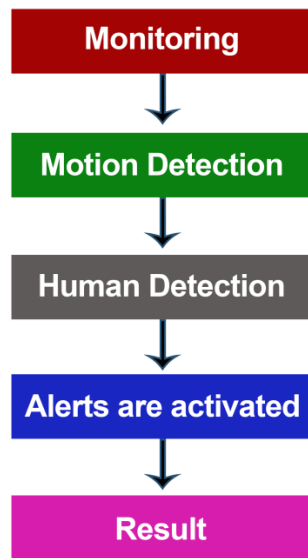 Monitoring
Motion Detection
Human Detection
Alerts are activated
Result